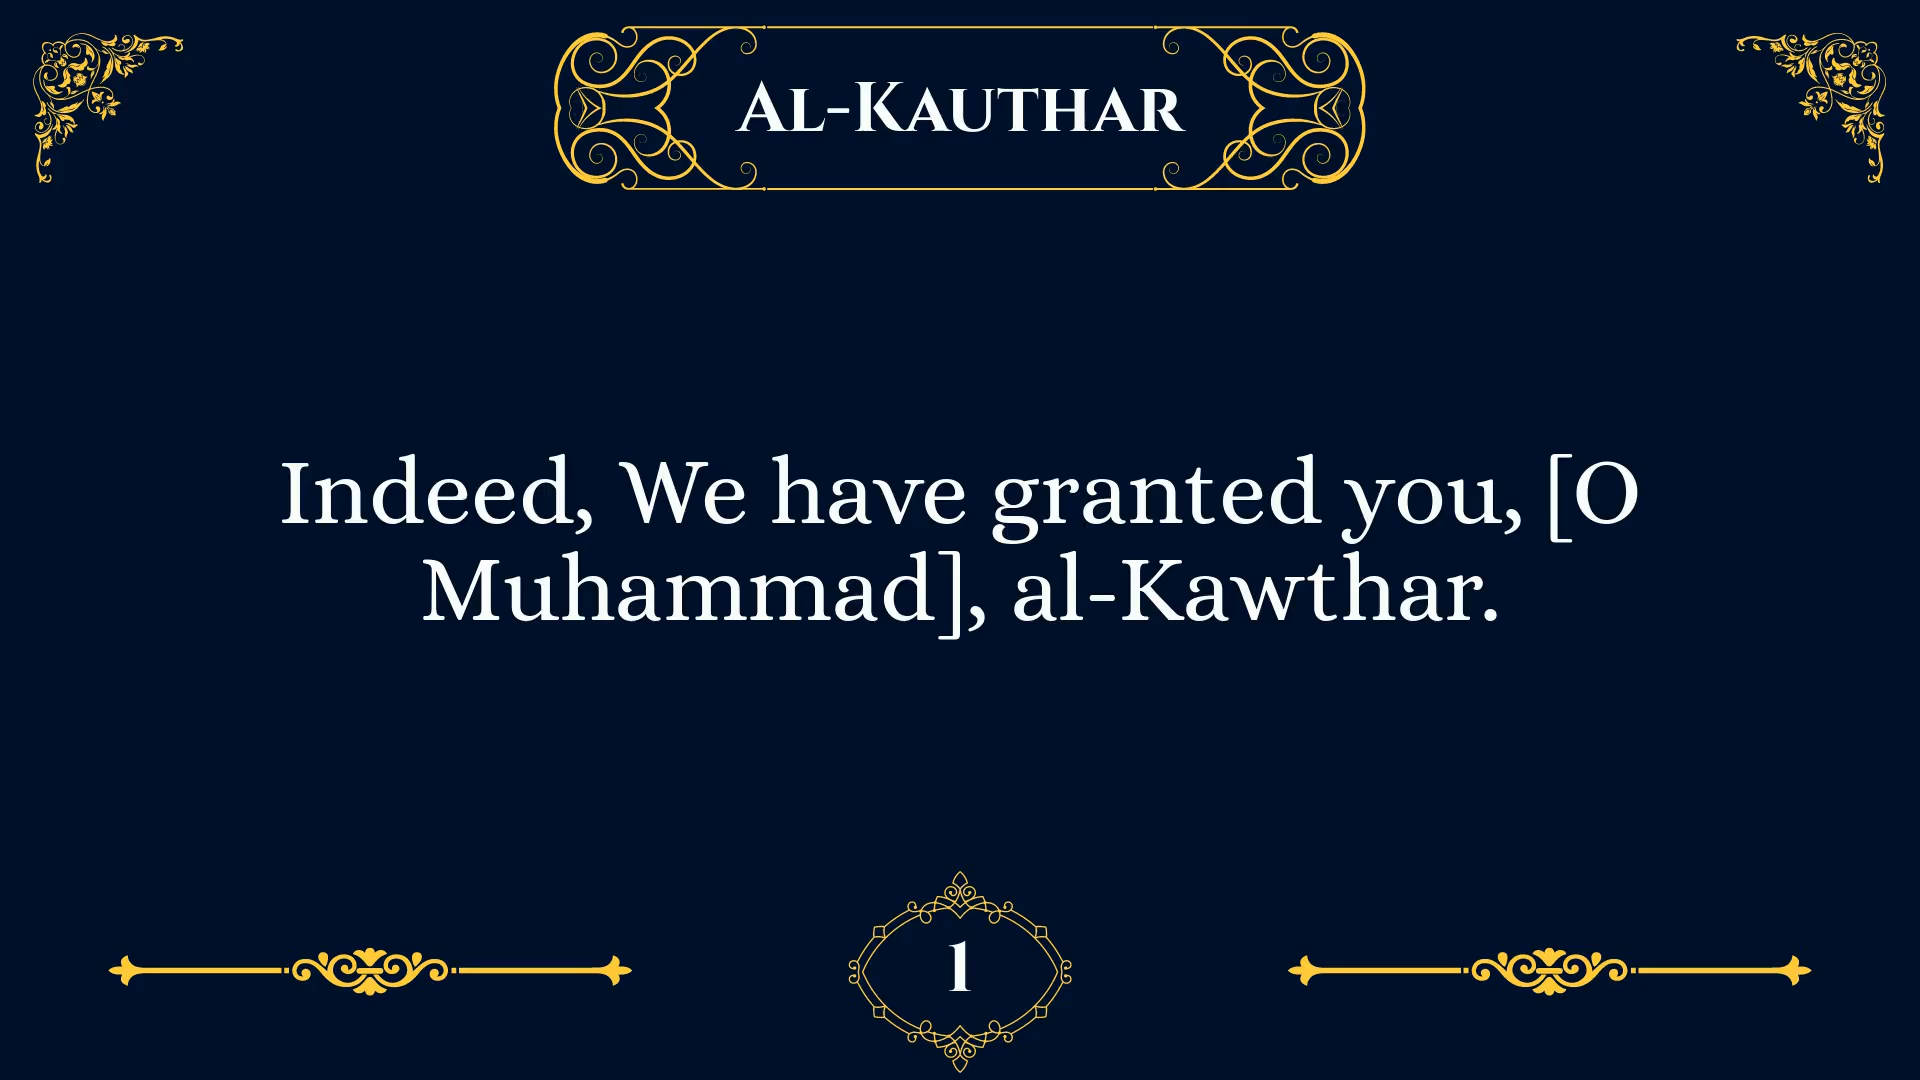 Al-Kauthar
Indeed, We have granted you, [O
Muhammad], al-Kawthar.
1